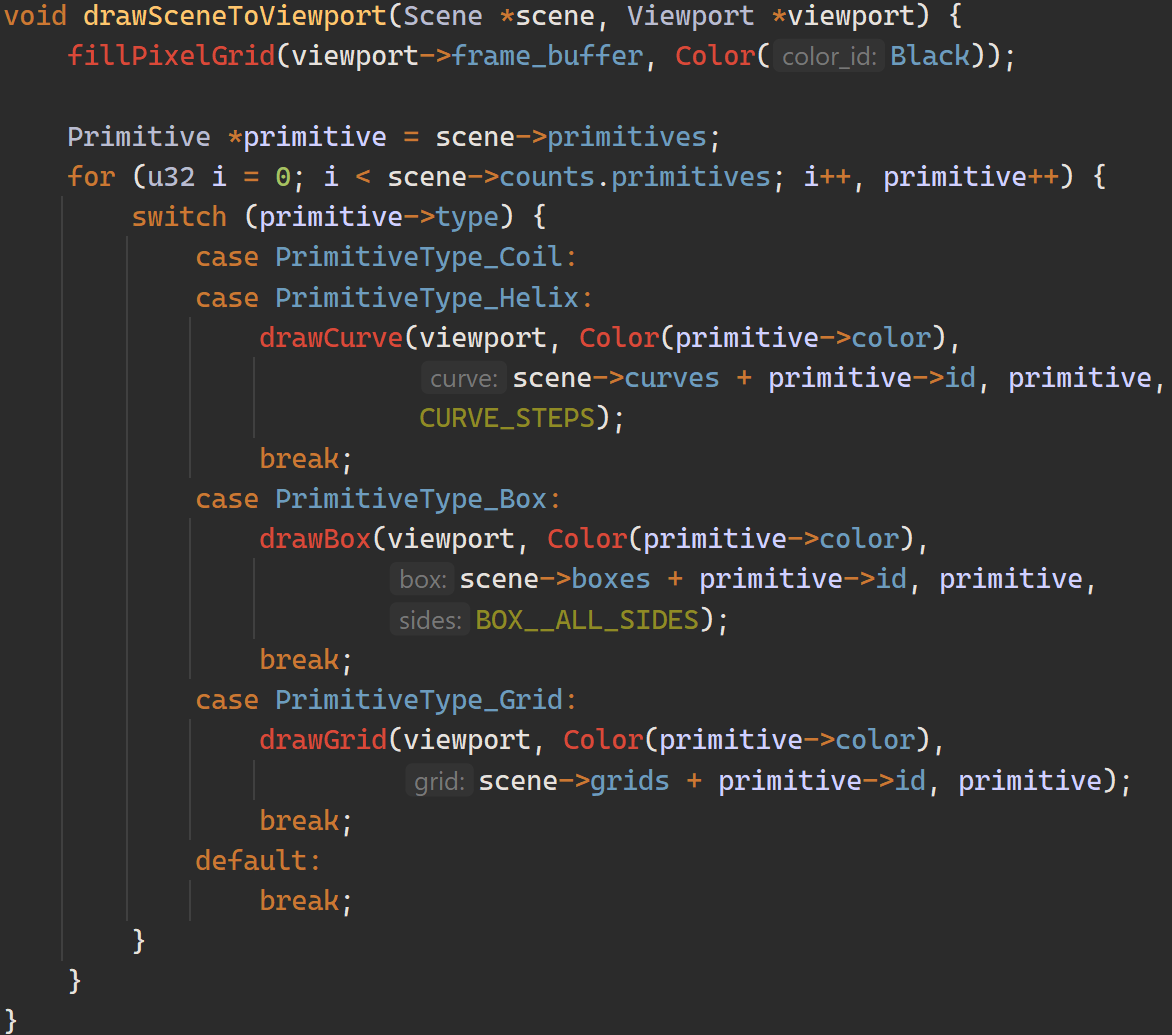 void drawSceneToViewport(Scene *scene, Viewport *viewport) {
    fillPixelGrid(viewport->frame_buffer, Color( color_id: Black));

    Primitive *primitive = scene->primitives;
    for (u32 i = 0; i < scene->counts.primitives; i++, primitive++) {
        switch (primitive->type) {
            case PrimitiveType_Coil:
            case PrimitiveType_Helix:
                drawCurve(viewport, Color(primitive->color),
                          curve: scene->curves + primitive->id, primitive,
                          CURVE_STEPS);
                break;
            case PrimitiveType_Box:
                drawBox(viewport, Color(primitive->color),
                        box: scene->boxes + primitive->id, primitive,
                        sides: BOX__ALL_SIDES);
                break;
            case PrimitiveType_Grid:
                drawGrid(viewport, Color(primitive->color),
                         grid: scene->grids + primitive->id, primitive);
                break;
            default:
                break;
        }
    }
}